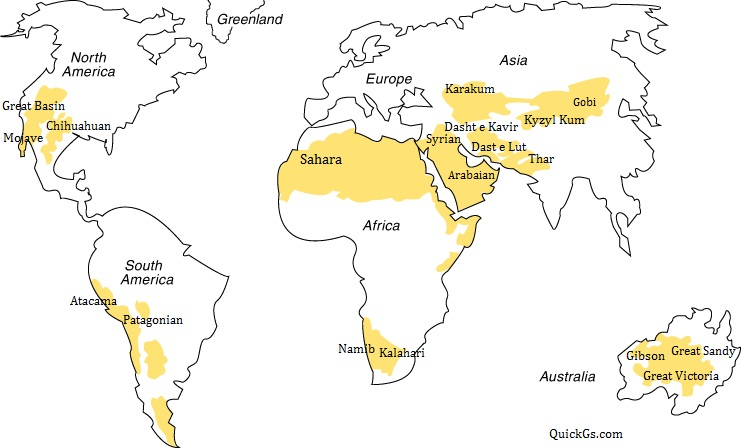 Greenland
North
America
Great Basin
Chihuahuan
Mojave
South
America
Atacama
Patagonian
Europe
Asia
Karakum
Gobi
Kyzyl Kum
Dasht e Kavir
Syrian
Dast e Lut
Thar
Arabaian
Sahara
Africa
Namib
Kalahari
Australia
Gibson
Great Sandy
Great Victoria
QuickGs.com